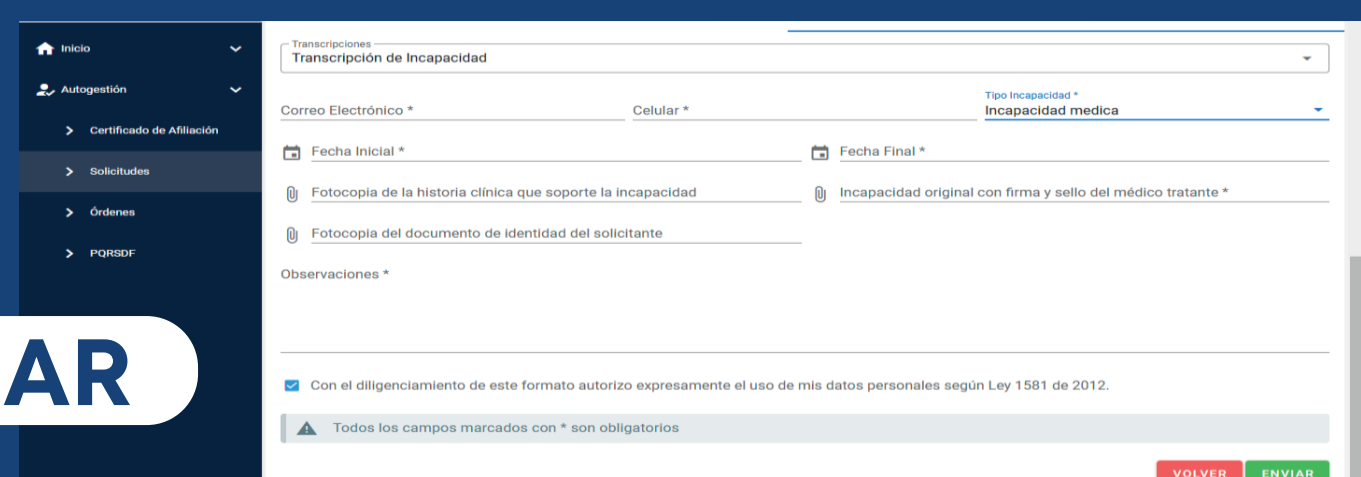 Inicio
Autogestión
Certificado de Afiliación
Solicitudes
Órdenes
PQRSDF
AR
Transcripciones
Transcripción de Incapacidad
Correo Electrónico *
Celular *
Tipo Incapacidad *
Incapacidad medica
Fecha Inicial *
Fecha Final *
Fotocopia de la historia clínica que soporte la incapacidad
Incapacidad original con firma y sello del médico tratante *
Fotocopia del documento de identidad del solicitante
Observaciones *
Con el diligenciamiento de este formato autorizo expresamente el uso de mis datos personales según Ley 1581 de 2012.
Todos los campos marcados con * son obligatorios
VOLVER
ENVIAR